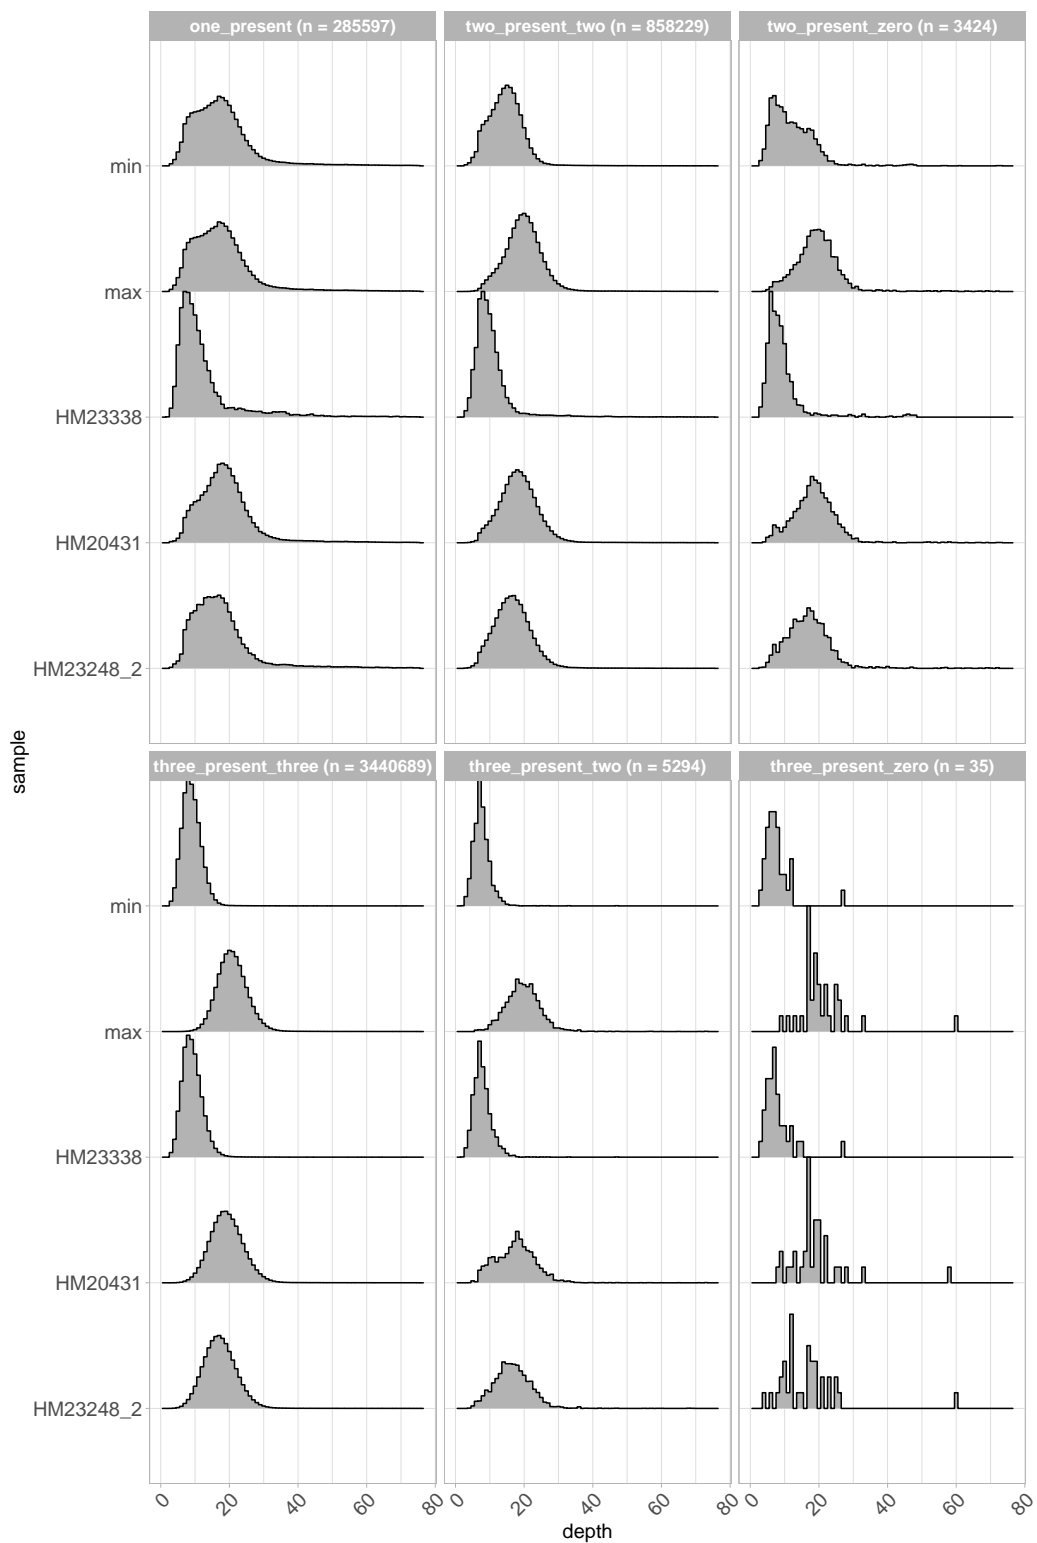 one_present (n = 285597)
two_present_two (n = 858229)
two_present_zero (n = 3424)
min
max
HM23338
HM20431
HM23248_2
sample
three_present_three (n = 3440689)
three_present_two (n = 5294)
three_present_zero (n = 35)
min
max
HM23338
HM20431
HM23248_2
0 20 40 60 80
0 20 40 60 80
0 20 40 60 80
depth